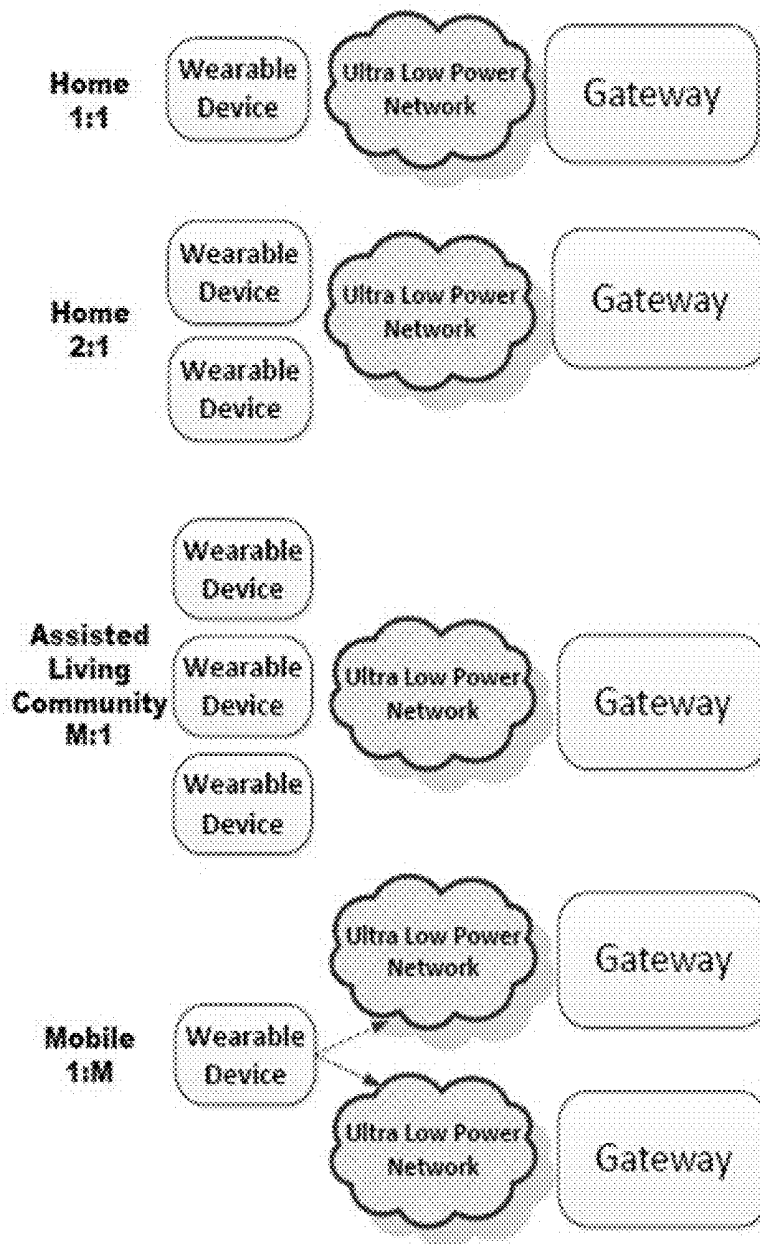 Home
1:1
Wearable
Device
Ultra Low Power
Network
Gateway
Home
2:1
Wearable
Device
Wearable
Device
Ultra Low Power
Network
Gateway
Assisted
Living
Community
M:1
Wearable
Device
Wearable
Device
Wearable
Device
Ultra Low Power
Network
Gateway
Mobile
1:M
Wearable
Device
Ultra Low Power
Network
Gateway
Ultra Low Power
Network
Gateway